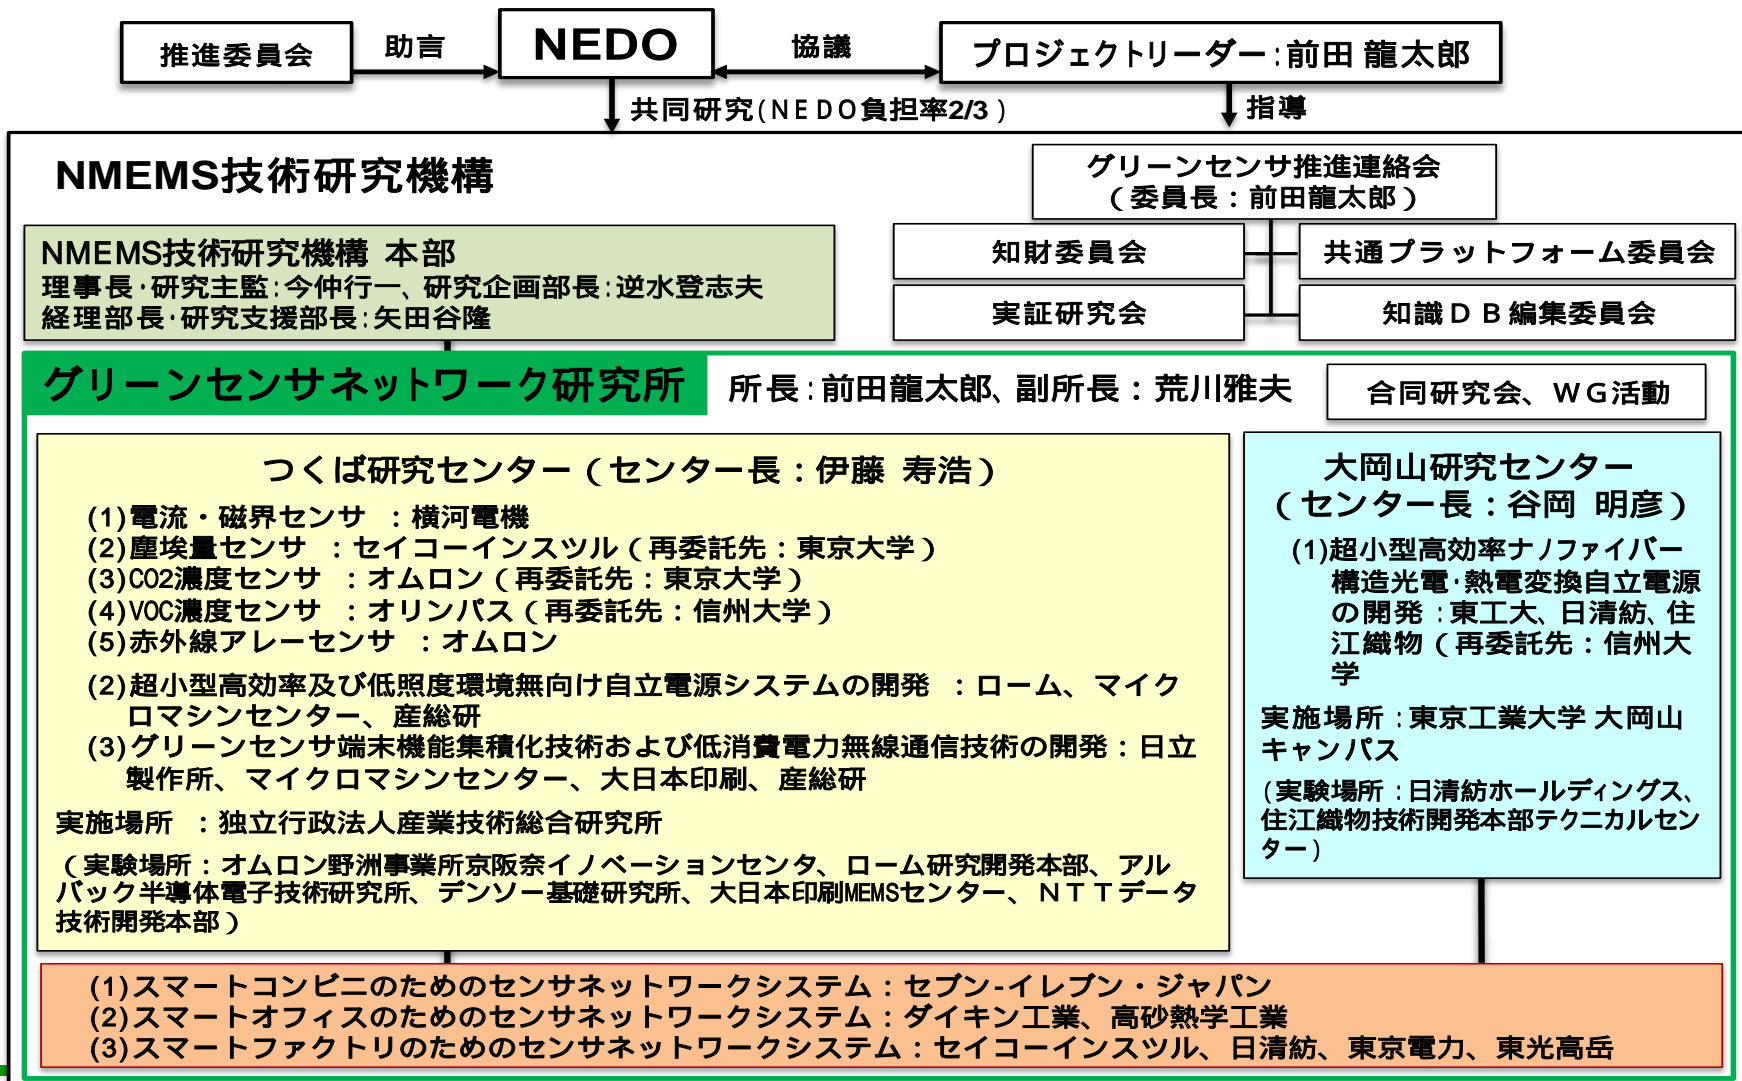 推進委員会
助言
NEDO
協議
プロジェクトリーダー:前田 龍太郎
共同研究(NEDO負担率2/3)
指導
NMEMS技術研究機構
グリーンセンサ推進連絡会
(委員長:前田龍太郎)
知財委員会
共通プラットフォーム委員会
実証研究会
知識DB編集委員会
NMEMS技術研究機構 本部
理事長・研究主監:今仲行一、研究企画部長:逆水登志夫
経理部長・研究支援部長:矢田谷隆
グリーンセンサネットワーク研究所
所長:前田龍太郎、副所長:荒川雅夫
合同研究会、WG活動
つくば研究センター(センター長:伊藤 寿浩)
(1)電流・磁界センサ :横河電機
(2)塵埃量センサ :セイコーインスツル(再委託先:東京大学)
(3)CO2濃度センサ :オムロン(再委託先:東京大学)
(4)VOC濃度センサ :オリンパス(再委託先:信州大学)
(5)赤外線アレーセンサ :オムロン
(2)超小型高効率及び低照度環境無向け自立電源システムの開発 :ローム、マイク
ロマシンセンター、産総研
(3)グリーンセンサ端末機能集積化技術および低消費電力無線通信技術の開発:日立
製作所、マイクロマシンセンター、大日本印刷、産総研
実施場所 :独立行政法人産業技術総合研究所
(実験場所:オムロン野洲事業所京阪奈イノベーションセンタ、ローム研究開発本部、アル
バック半導体電子技術研究所、デンソー基礎研究所、大日本印刷MEMSセンター、NTTデータ
技術開発本部)
大岡山研究センター
(センター長:谷岡 明彦)
(1)超小型高効率ナノファイバー
構造光電・熱電変換自立電源
の開発:東工大、日清紡、住
江織物(再委託先:信州大
学
実施場所:東京工業大学 大岡山
キャンパス
(実験場所:日清紡ホールディングス、
住江織物技術開発本部テクニカルセン
ター)
(1)スマートコンビニのためのセンサネットワークシステム:セブン-イレブン・ジャパン
(2)スマートオフィスのためのセンサネットワークシステム:ダイキン工業、高砂熱学工業
(3)スマートファクトリのためのセンサネットワークシステム:セイコーインスツル、日清紡、東京電力、東光高岳